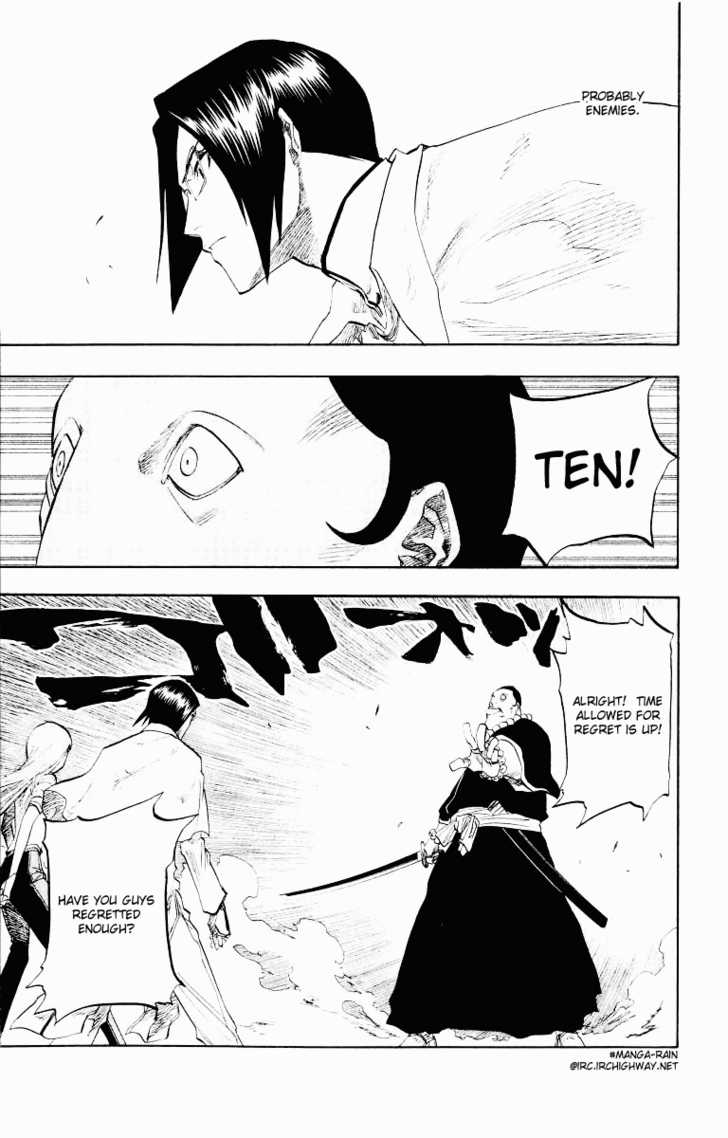 PROBABLY
ENEMIES.
TEN!
ALRIGHT! TIME
ALLOWED FOR
REGRET IS UP!
HAVE YOU GUYS
REGRETTED
ENOUGH?
#MANGA-RAIN
@IRC.IRCHIGHWAY.NET